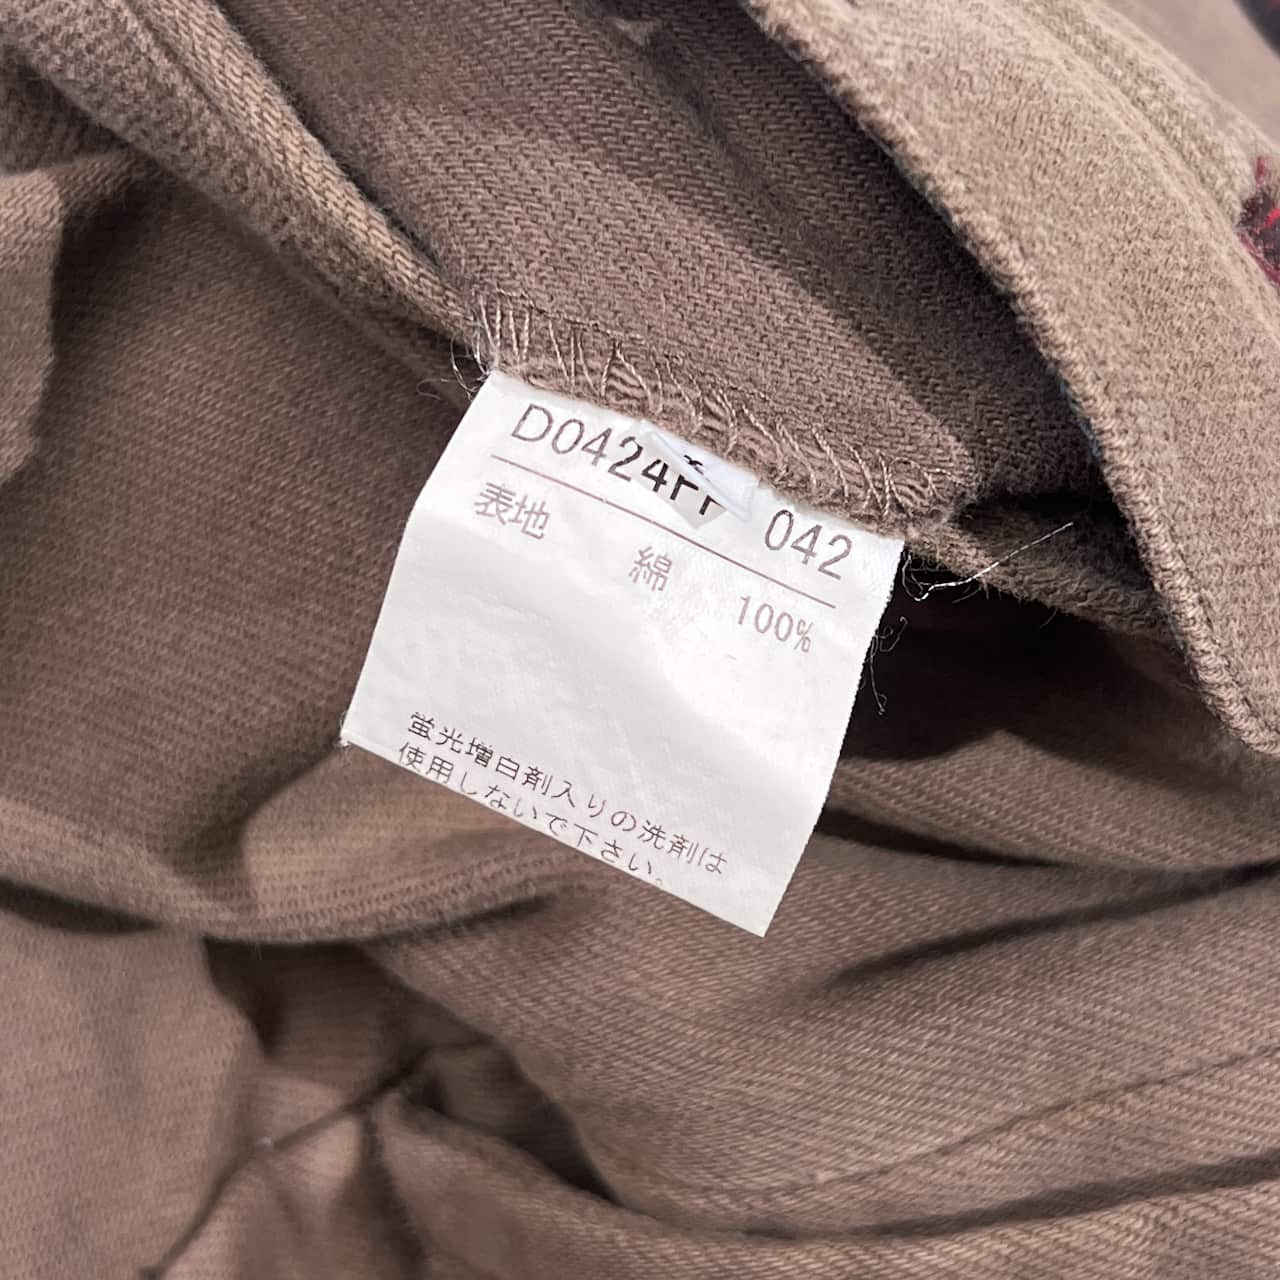 D0424FF 042
表地 綿 100%
蛍光増白剤入りの洗剤は
使用しないで下さい。